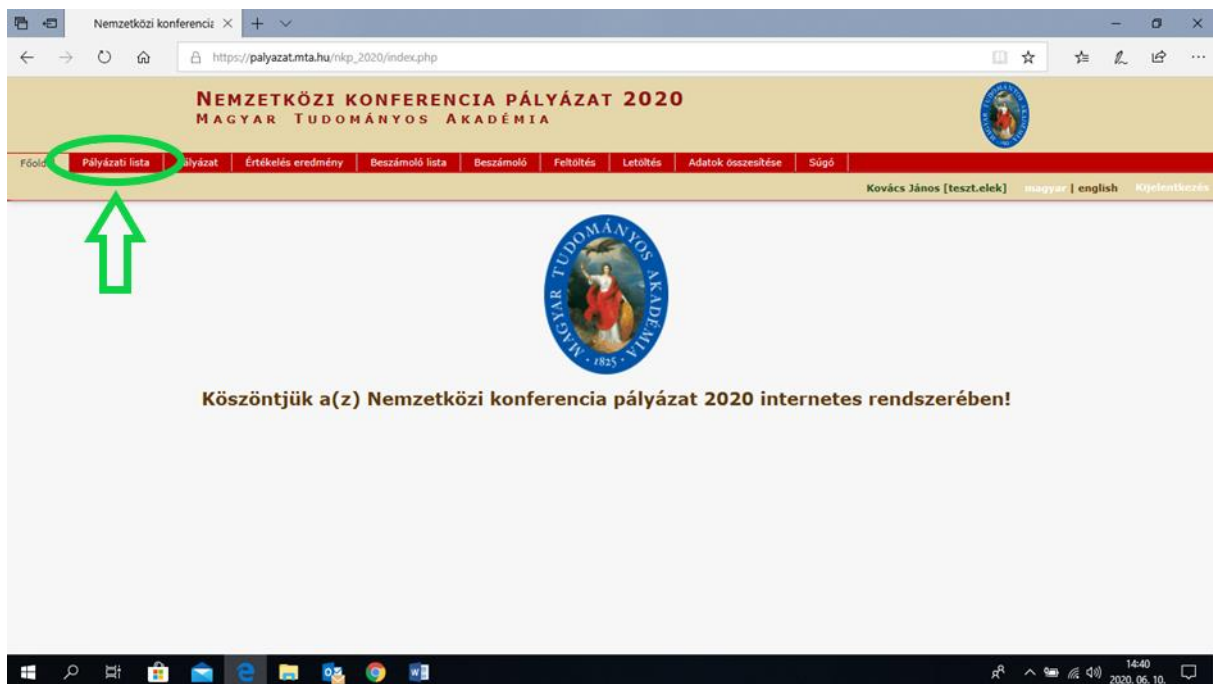 Nemzetközi konferencia
https://palyazat.mta.hu/nkp_2020/index.php
NEMZETKÖZI KONFERENCIA PÁLYÁZAT 2020
MAGYAR TUDOMÁNYOS AKADÉMIA
Pályázati lista Értékelés eredmény Beszámoló lista Beszámoló Feltöltés Letöltés Adatok összesítése Súgó
Kovács János [teszt.elek] magyar | english Kijelentkezés
MAGYAR TUDOMÁNYOS AKADÉMIA
1825
Köszöntjük a(z) Nemzetközi konferencia pályázat 2020 internetes rendszerében!
14:40
2020. 06. 10.